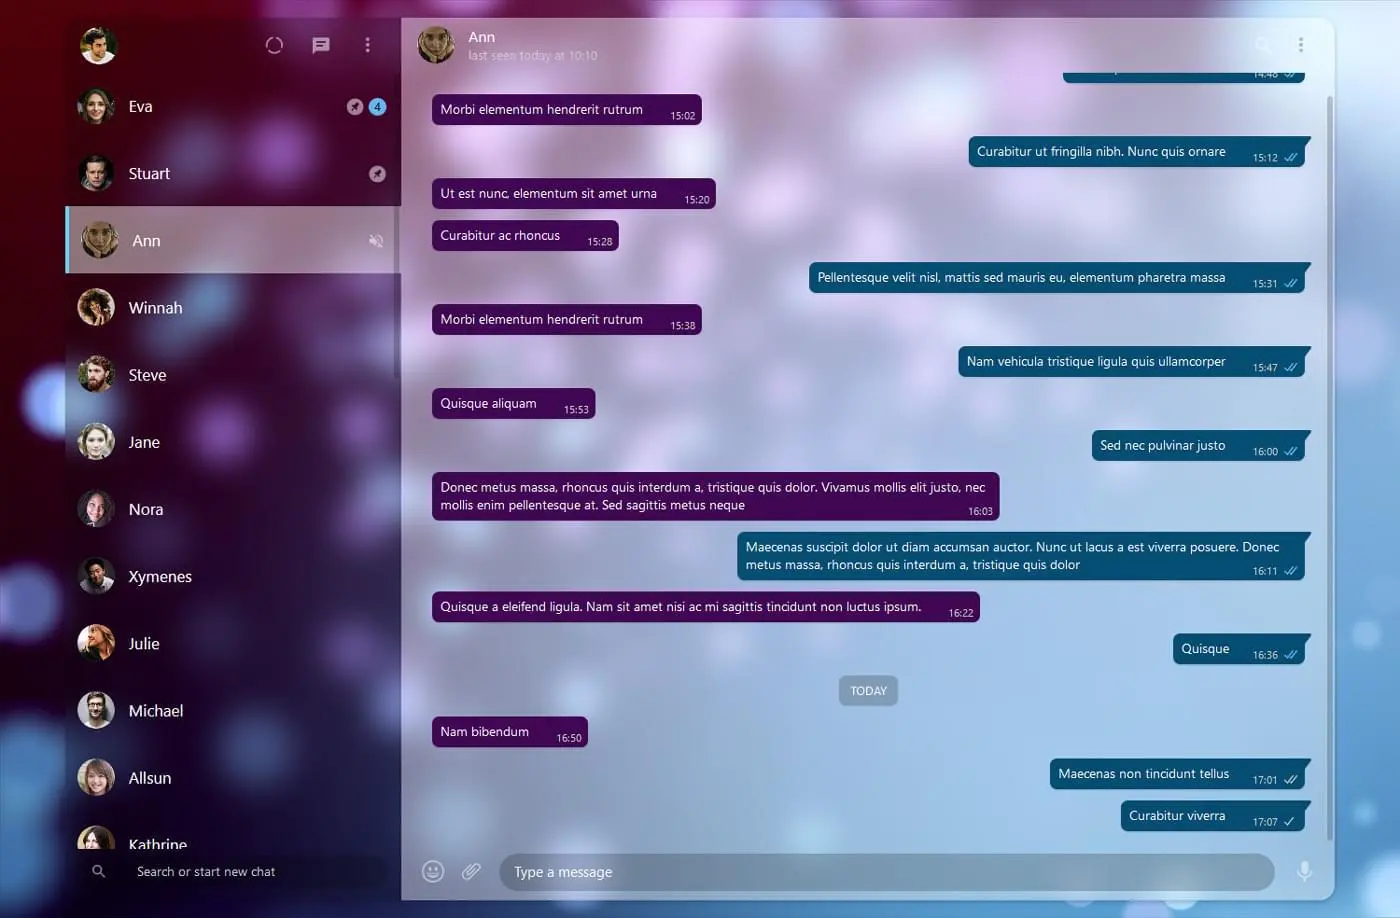 Eva
4
Stuart
Ann
Winnah
Steve
Jane
Nora
Xymenes
Julie
Michael
Allsun
Kathrine
Search or start new chat
Ann
last seen today at 10:10
14:48
Morbi elementum hendrerit rutrum 15:02
Curabitur ut fringilla nibh. Nunc quis ornare 15:12
Ut est nunc, elementum sit amet urna 15:20
Curabitur ac rhoncus 15:28
Pellentesque velit nisl, mattis sed mauris eu, elementum pharetra massa 15:31
Morbi elementum hendrerit rutrum 15:38
Nam vehicula tristique ligula quis ullamcorper 15:47
Quisque aliquam 15:53
Sed nec pulvinar justo 16:00
Donec metus massa, rhoncus quis interdum a, tristique quis dolor. Vivamus mollis elit justo, nec
mollis enim pellentesque at. Sed sagittis metus neque 16:03
Maecenas suscipit dolor ut diam accumsan auctor. Nunc ut lacus a est viverra posuere. Donec
metus massa, rhoncus quis interdum a, tristique quis dolor 16:11
Quisque a eleifend ligula. Nam sit amet nisi ac mi sagittis tincidunt non luctus ipsum. 16:22
Quisque 16:36
TODAY
Nam bibendum 16:50
Maecenas non tincidunt tellus 17:01
Curabitur viverra 17:07
Type a message